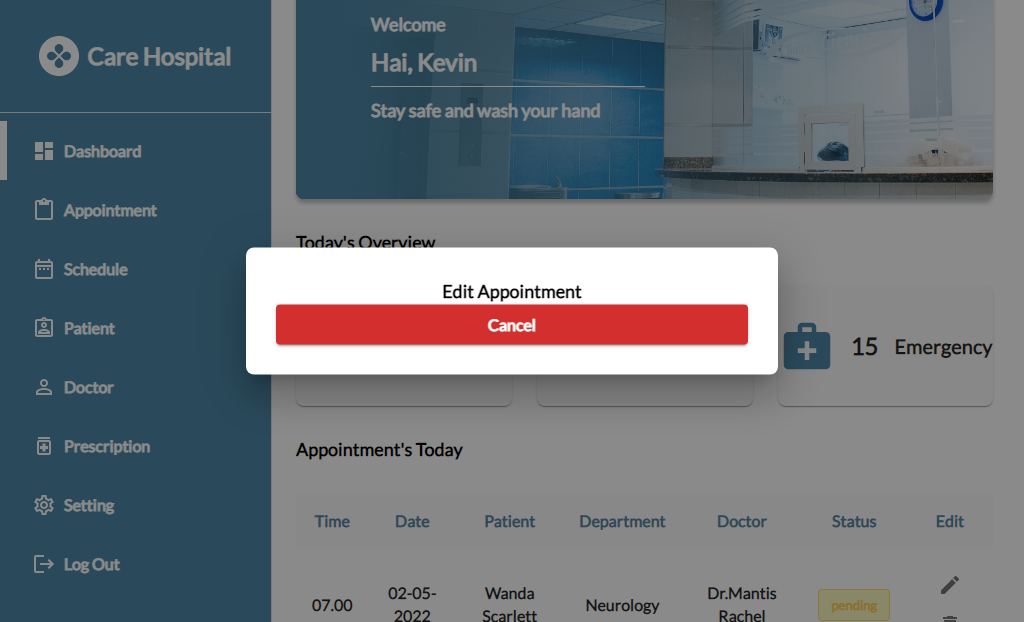 Care Hospital
Dashboard
Appointment
Schedule
Patient
Doctor
Prescription
Setting
Log Out
Welcome
Hai, Kevin
Stay safe and wash your hand
Today's Overview
Edit Appointment
Cancel
15 Emergency
Appointment's Today
Time Date Patient Department Doctor Status Edit
07.00 02-05-2022 Wanda Scarlett Neurology Dr.Mantis Rachel pending